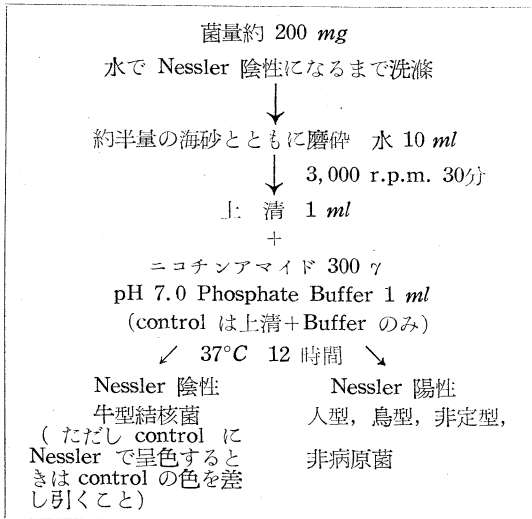 菌量約 200 mg
水で Nessler 陰性になるまで洗滌
↓
約半量の海砂とともに磨砕 水 10 ml
↓ 3,000 r.p.m. 30分
上 清 1 ml
+
ニコチンアマイド 300 γ
pH 7.0 Phosphate Buffer 1 ml
(control は上清+Buffer のみ)
↙ 37°C 12 時間 ↘
Nessler 陰性 Nessler 陽性
牛型結核菌 人型,鳥型,非定型,
( ただし control に
Nessler で呈色すると 非病原菌
きは control の色を差
し引くこと)